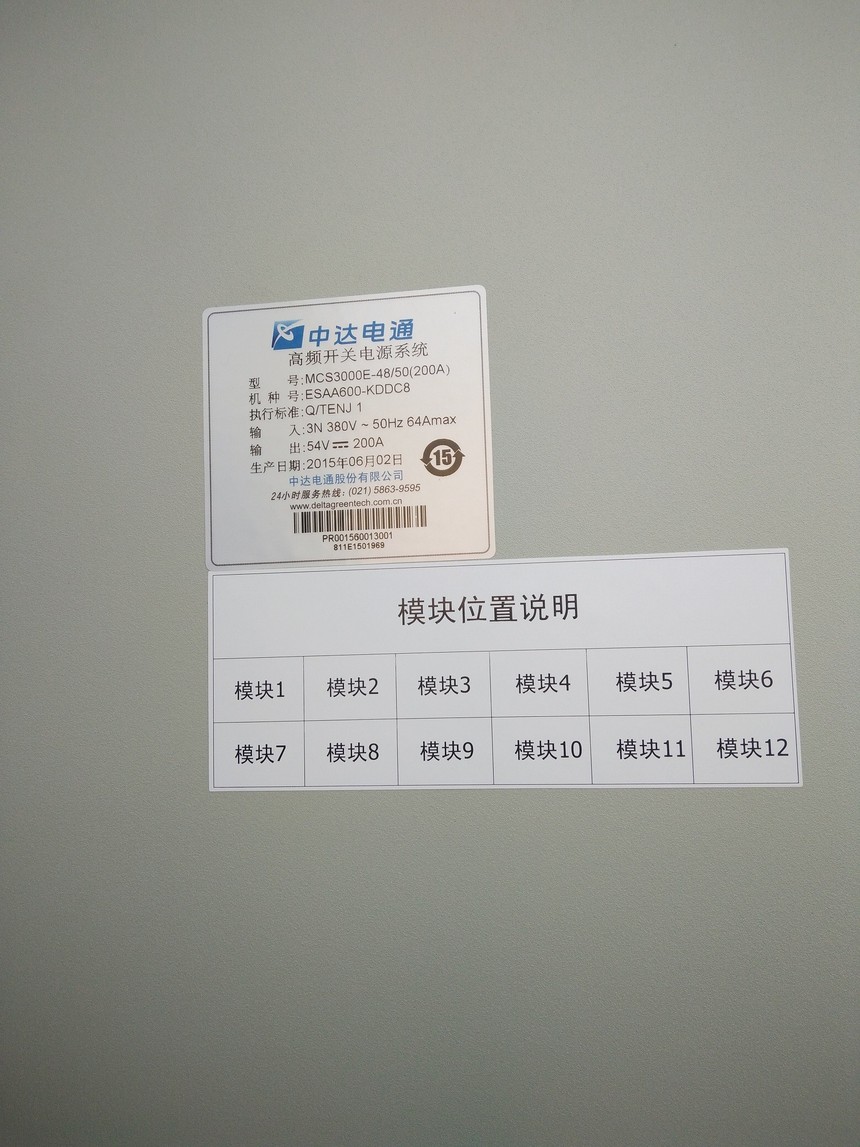 中达电通
高频开关电源系统
型 号:MCS3000E-48/50(200A)
机 种 号:ESAA600-KDDC8
执行标准:Q/TENJ 1
输 入:3N 380V ~ 50Hz 64Amax
输 出:54V⎓ 200A
生产日期:2015年06月02日
15
中达电通股份有限公司
24小时服务热线: (021) 5863-9595
www.deltagreentech.com.cn
PR001560013001
811E1501969
模块位置说明
模块1 模块2 模块3 模块4 模块5 模块6
模块7 模块8 模块9 模块10 模块11 模块12